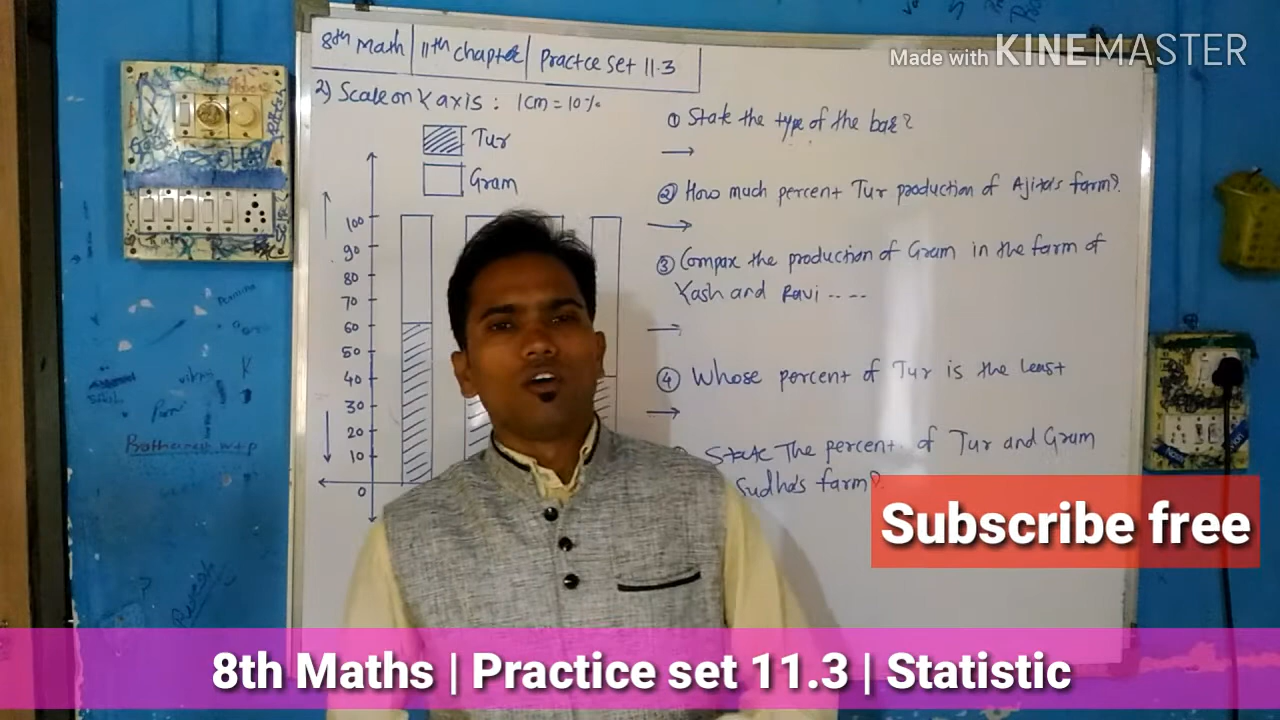 Made with KINEMASTER
8th Math | 11th chapter | Practce set 11.3
2) Scale on Y axis : 1cm = 10%
Tur
Gram
100
90
80
70
60
50
40
30
20
10
0
① State the type of the bar?
② How much percent Tur production of Ajita's farm?
③ Compare the production of Gram in the farm of
Yash and Ravi ----
④ Whose percent of Tur is the least
State The percent of Tur and Gram
Sudha's farm?
Subscribe free
8th Maths | Practice set 11.3 | Statistic